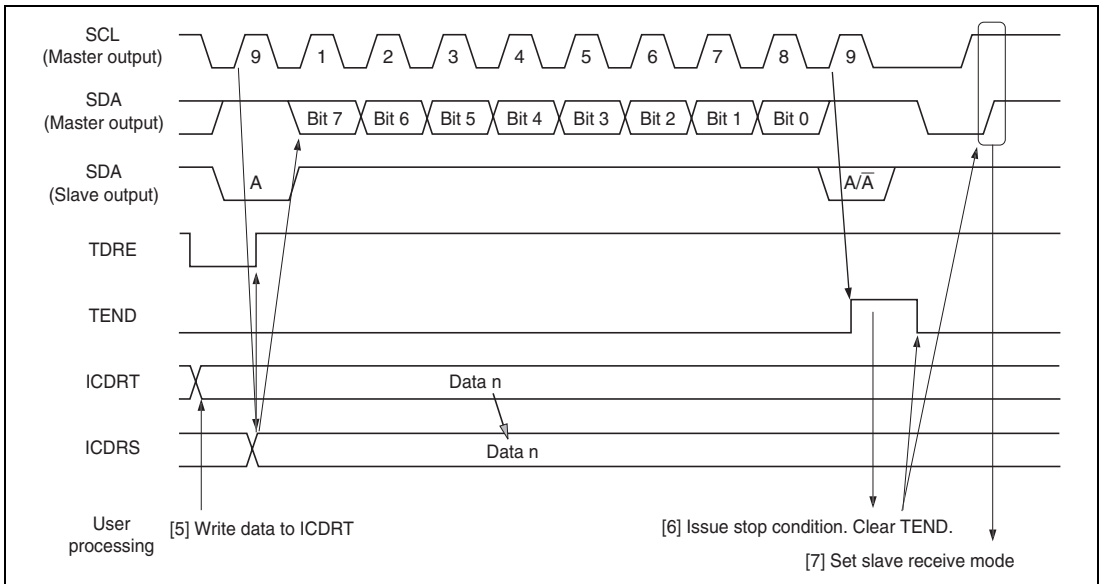 SCL
(Master output)
9 1 2 3 4 5 6 7 8 9
SDA
(Master output)
Bit 7 Bit 6 Bit 5 Bit 4 Bit 3 Bit 2 Bit 1 Bit 0
SDA
(Slave output)
A A/A̅
TDRE
TEND
ICDRT
Data n
ICDRS
Data n
User
processing
[5] Write data to ICDRT
[6] Issue stop condition. Clear TEND.
[7] Set slave receive mode